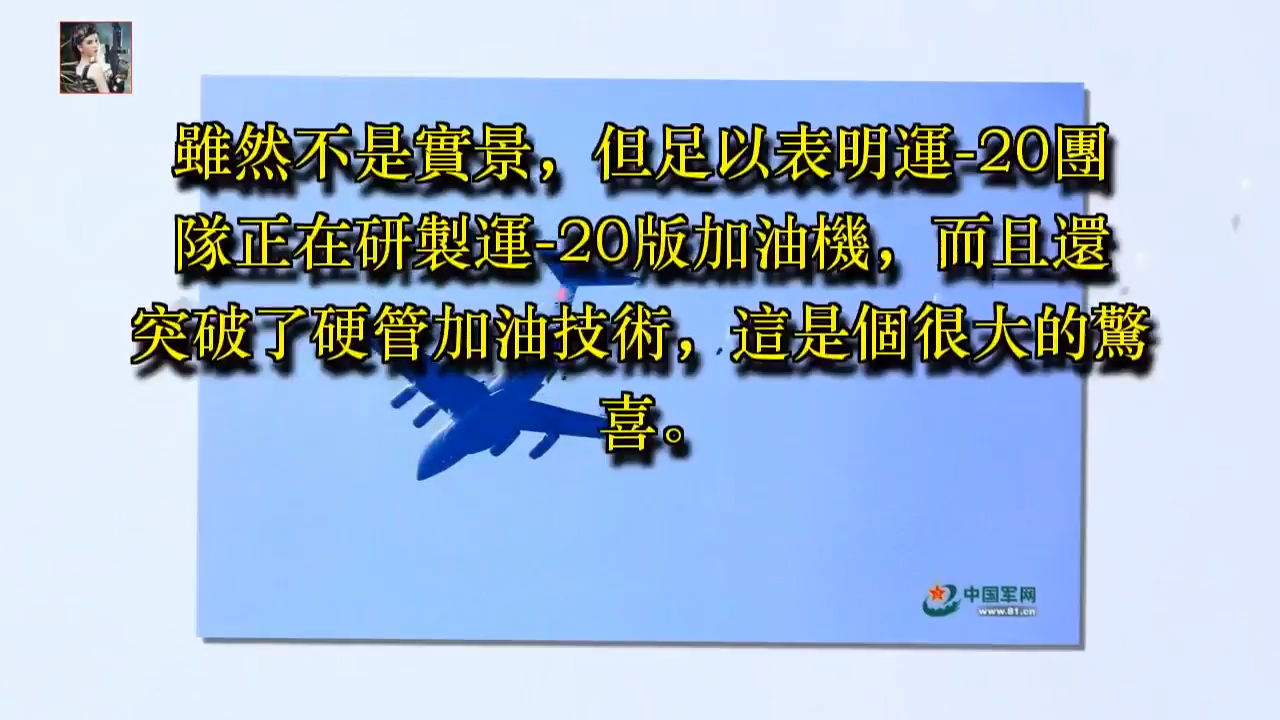 雖然不是實景，但足以表明運-20團
隊正在研製運-20版加油機，而且還
突破了硬管加油技術，這是個很大的驚
喜。
中国军网
www.81.cn